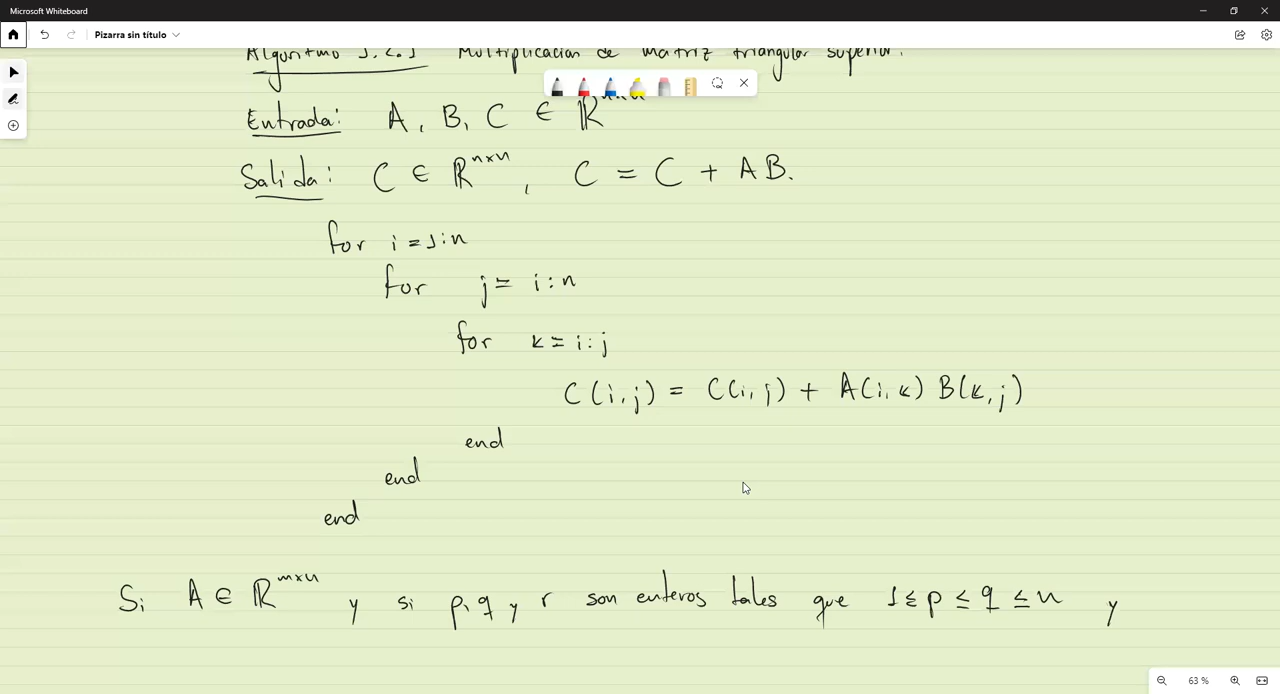 Microsoft Whiteboard
Pizarra sin título
Algoritmo 1.2.1 Multiplicación de matriz triangular superior.
Entrada: A, B, C ∈ ℝ
Salida: C ∈ ℝ^{n×n}, C = C + AB.
for i = 1:n
for j = i:n
for k = i:j
C(i,j) = C(i,j) + A(i,k) B(k,j)
end
end
end
Si A ∈ ℝ^{m×n} y si p, q y r son enteros tales que 1 ≤ p ≤ q ≤ n y
63 %